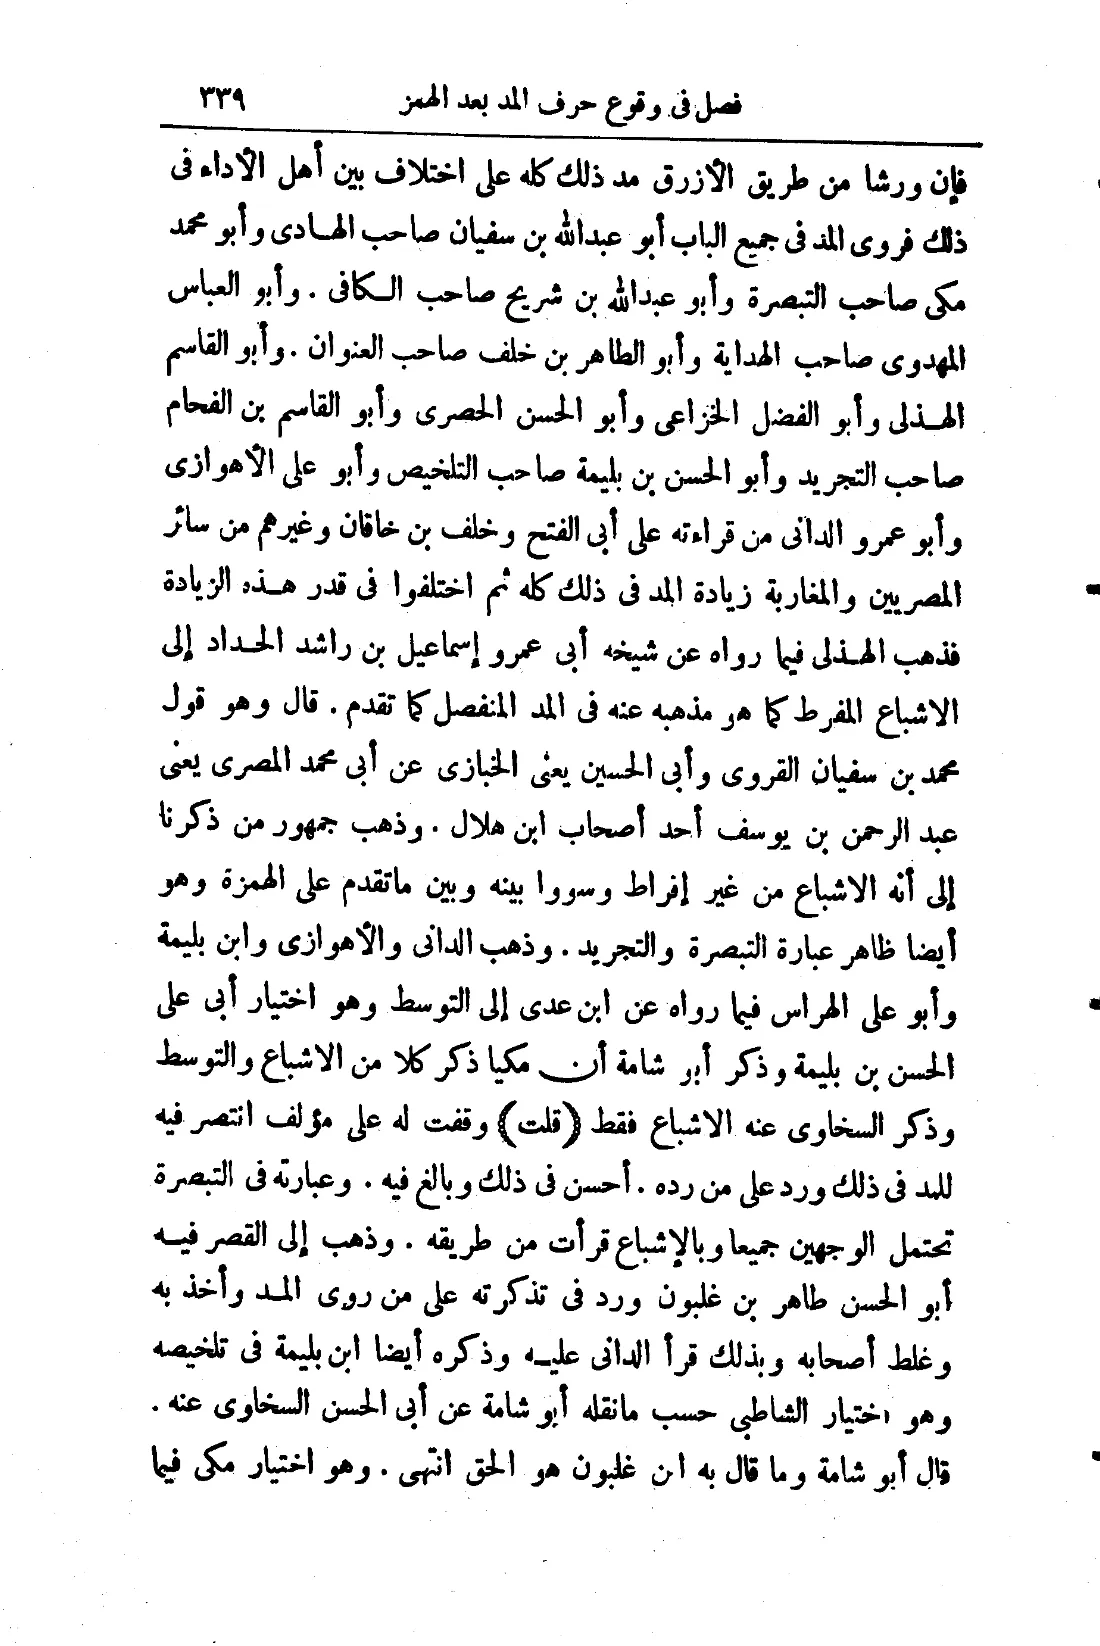 فصل فى وقوع حرف المد بعد الهمز ٣٣٩
فإن ورشا من طريق الأزرق مد ذلك كله على اختلاف بين أهل الأداء فى
ذلك فروى المد فى جميع الباب أبو عبدالله بن سفيان صاحب الهادى وأبو محمد
مكى صاحب التبصرة وأبو عبدالله بن شريح صاحب الكافى . وأبو العباس
المهدوى صاحب الهداية وأبو الطاهر بن خلف صاحب العنوان . وأبو القاسم
الهذلى وأبو الفضل الخزاعى وأبو الحسن الحصرى وأبو القاسم بن الفحام
صاحب التجريد وأبو الحسن بن بليمة صاحب التلخيص وأبو على الأهوازى
وأبو عمرو الدانى من قراءته على أبى الفتح وخلف بن خاقان وغيرهم من سائر
المصريين والمغاربة زيادة المد فى ذلك كله ثم اختلفوا فى قدر هذه الزيادة
فذهب الهذلى فيما رواه عن شيخه أبى عمرو إسماعيل بن راشد الحداد إلى
الاشباع المفرط كما هو مذهبه عنه فى المد المنفصل كما تقدم . قال وهو قول
محمد بن سفيان القروى وأبى الحسين يعنى الخبازى عن أبى محمد المصرى يعنى
عبد الرحمن بن يوسف أحد أصحاب ابن هلال . وذهب جمهور من ذكرنا
إلى أنه الاشباع من غير إفراط وسووا بينه وبين ماتقدم على الهمزة وهو
أيضا ظاهر عبارة التبصرة والتجريد . وذهب الدانى والأهوازى وابن بليمة
وأبو على الهراس فيما رواه عن ابن عدى إلى التوسط وهو اختيار أبى على
الحسن بن بليمة وذكر أبو شامة أن مكيا ذكر كلا من الاشباع والتوسط
وذكر السخاوى عنه الاشباع فقط (قلت) وقفت له على مؤلف انتصر فيه
للمد فى ذلك ورد على من رده . أحسن فى ذلك وبالغ فيه . وعبارته فى التبصرة
تحتمل الوجهين جميعا وبالإشباع قرأت من طريقه . وذهب إلى القصر فيه
أبو الحسن طاهر بن غلبون ورد فى تذكرته على من روى المد وأخذ به
وغلط أصحابه وبذلك قرأ الدانى عليه وذكره أيضا ابن بليمة فى تلخيصه
وهو اختيار الشاطبى حسب مانقله أبو شامة عن أبى الحسن السخاوى عنه .
قال أبو شامة وما قال به ابن غلبون هو الحق انتهى . وهو اختيار مكى فيما